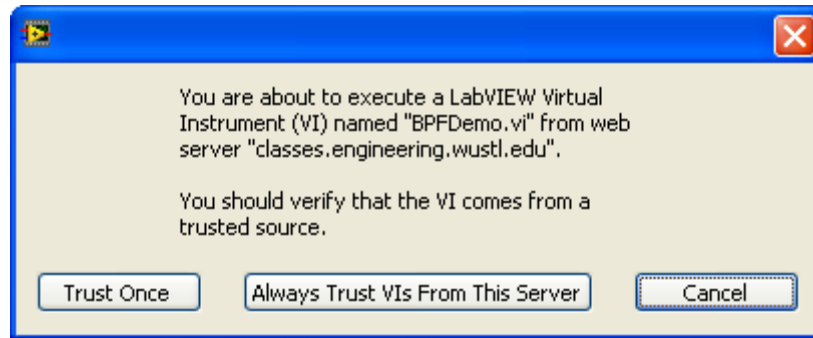 You are about to execute a LabVIEW Virtual
Instrument (VI) named "BPFDemo.vi" from web
server "classes.engineering.wustl.edu".
You should verify that the VI comes from a
trusted source.
Trust Once
Always Trust VIs From This Server
Cancel